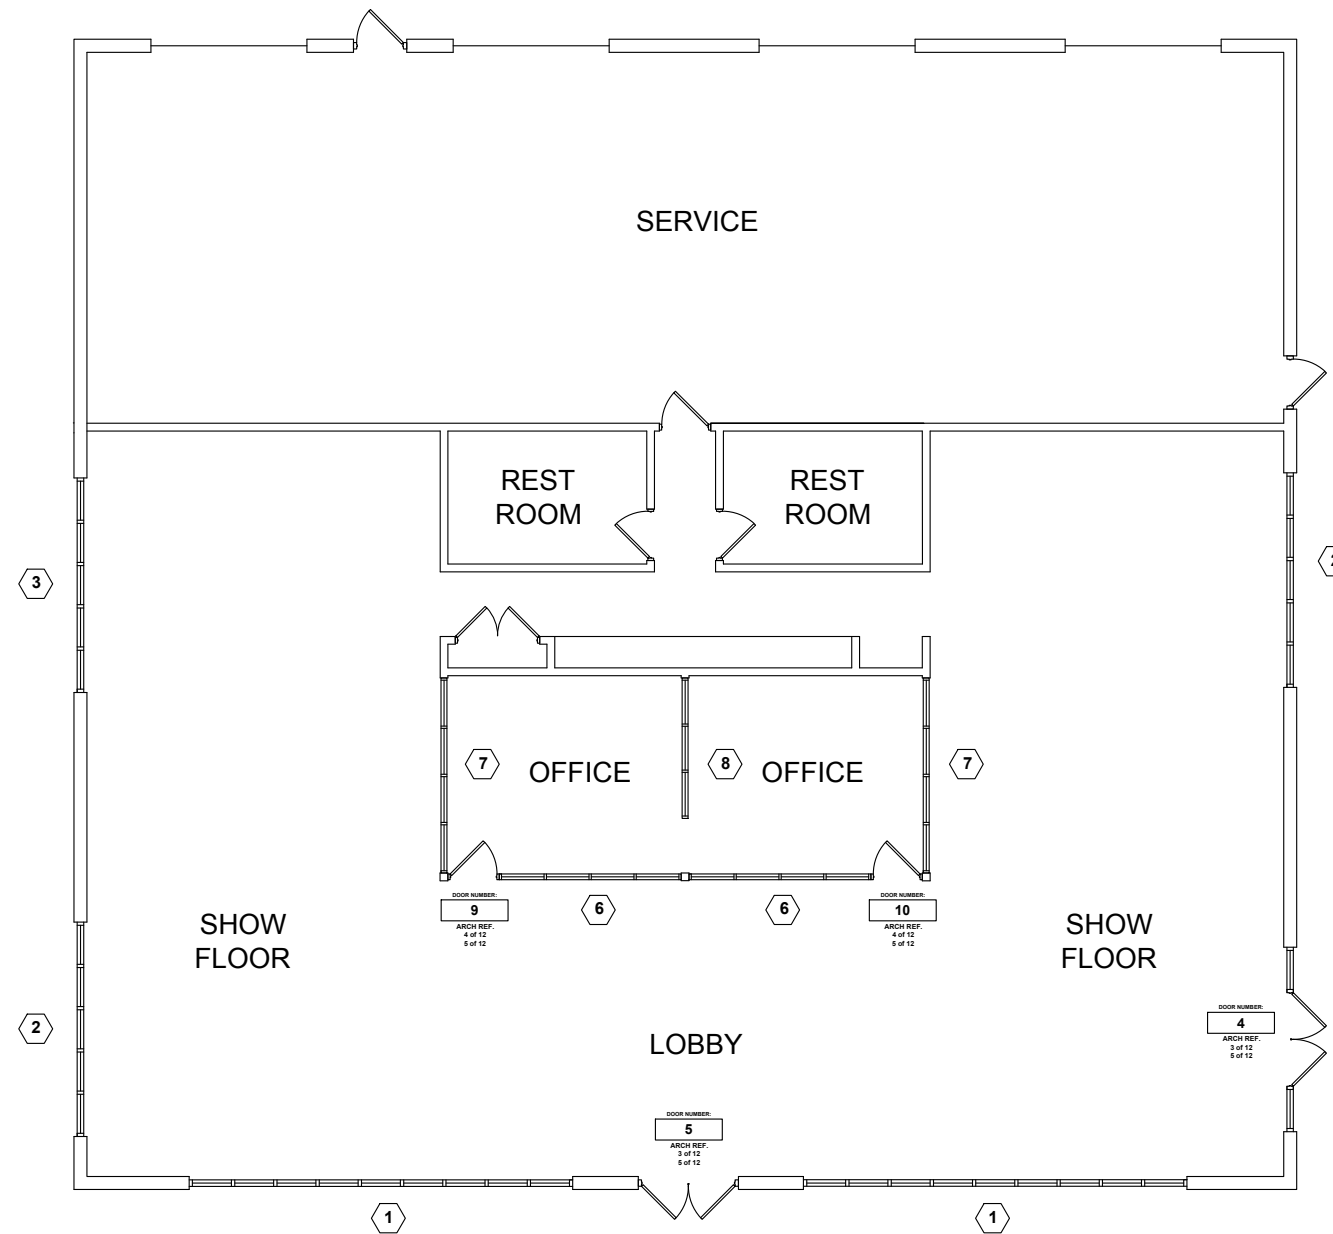 SERVICE
REST
ROOM
REST
ROOM
3
7
OFFICE
8
OFFICE
7
DOOR NUMBER:
9
ARCH REF.
4 of 12
5 of 12
6
6
DOOR NUMBER:
10
ARCH REF.
4 of 12
5 of 12
SHOW
FLOOR
SHOW
FLOOR
2
LOBBY
DOOR NUMBER:
4
ARCH REF.
3 of 12
5 of 12
DOOR NUMBER:
5
ARCH REF.
3 of 12
5 of 12
1
1